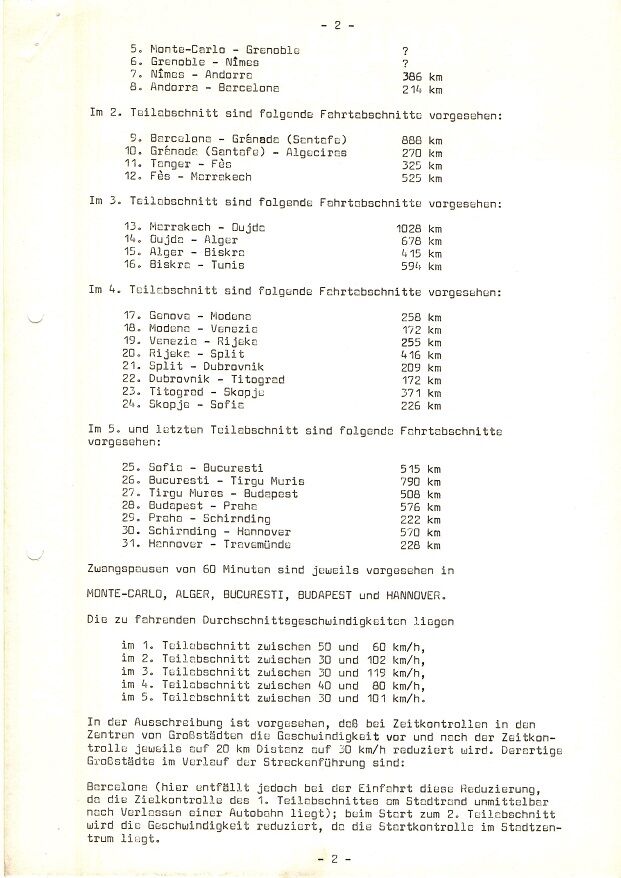 - 2 -
5. Monte-Carlo - Grenoble ?
6. Grenoble - Nîmes ?
7. Nîmes - Andorra 386 km
8. Andorra - Barcelona 214 km
Im 2. Teilabschnitt sind folgende Fahrtabschnitte vorgesehen:
9. Barcelona - Grénada (Santafe) 888 km
10. Grénada (Santafe) - Algeciras 270 km
11. Tanger - Fès 325 km
12. Fès - Marrakech 525 km
Im 3. Teilabschnitt sind folgende Fahrtabschnitte vorgesehen:
13. Marrakech - Oujda 1028 km
14. Oujda - Alger 678 km
15. Alger - Biskra 415 km
16. Biskra - Tunis 594 km
Im 4. Teilabschnitt sind folgende Fahrtabschnitte vorgesehen:
17. Genova - Modena 258 km
18. Modena - Venezia 172 km
19. Venezia - Rijeka 255 km
20. Rijeka - Split 416 km
21. Split - Dubrovnik 209 km
22. Dubrovnik - Titograd 172 km
23. Titograd - Skopje 371 km
24. Skopje - Sofia 226 km
Im 5. und letzten Teilabschnitt sind folgende Fahrtabschnitte
vorgesehen:
25. Sofia - Bucuresti 515 km
26. Bucuresti - Tirgu Muris 790 km
27. Tirgu Mures - Budapest 508 km
28. Budapest - Praha 576 km
29. Praha - Schirnding 222 km
30. Schirnding - Hannover 570 km
31. Hannover - Travemünde 228 km
Zwangspausen von 60 Minuten sind jeweils vorgesehen in
MONTE-CARLO, ALGER, BUCURESTI, BUDAPEST und HANNOVER.
Die zu fahrenden Durchschnittsgeschwindigkeiten liegen
im 1. Teilabschnitt zwischen 50 und 60 km/h,
im 2. Teilabschnitt zwischen 30 und 102 km/h,
im 3. Teilabschnitt zwischen 30 und 119 km/h,
im 4. Teilabschnitt zwischen 40 und 80 km/h,
im 5. Teilabschnitt zwischen 30 und 101 km/h.
In der Ausschreibung ist vorgesehen, daß bei Zeitkontrollen in den
Zentren von Großstädten die Geschwindigkeit vor und nach der Zeitkon-
trolle jeweils auf 20 km Distanz auf 30 km/h reduziert wird. Derartige
Großstädte im Verlauf der Streckenführung sind:
Barcelona (hier entfällt jedoch bei der Einfahrt diese Reduzierung,
da die Zielkontrolle des 1. Teilabschnittes am Stadtrand unmittelbar
nach Verlassen einer Autobahn liegt); beim Start zum 2. Teilabschnitt
wird die Geschwindigkeit reduziert, da die Startkontrolle im Stadtzen-
trum liegt.
- 2 -